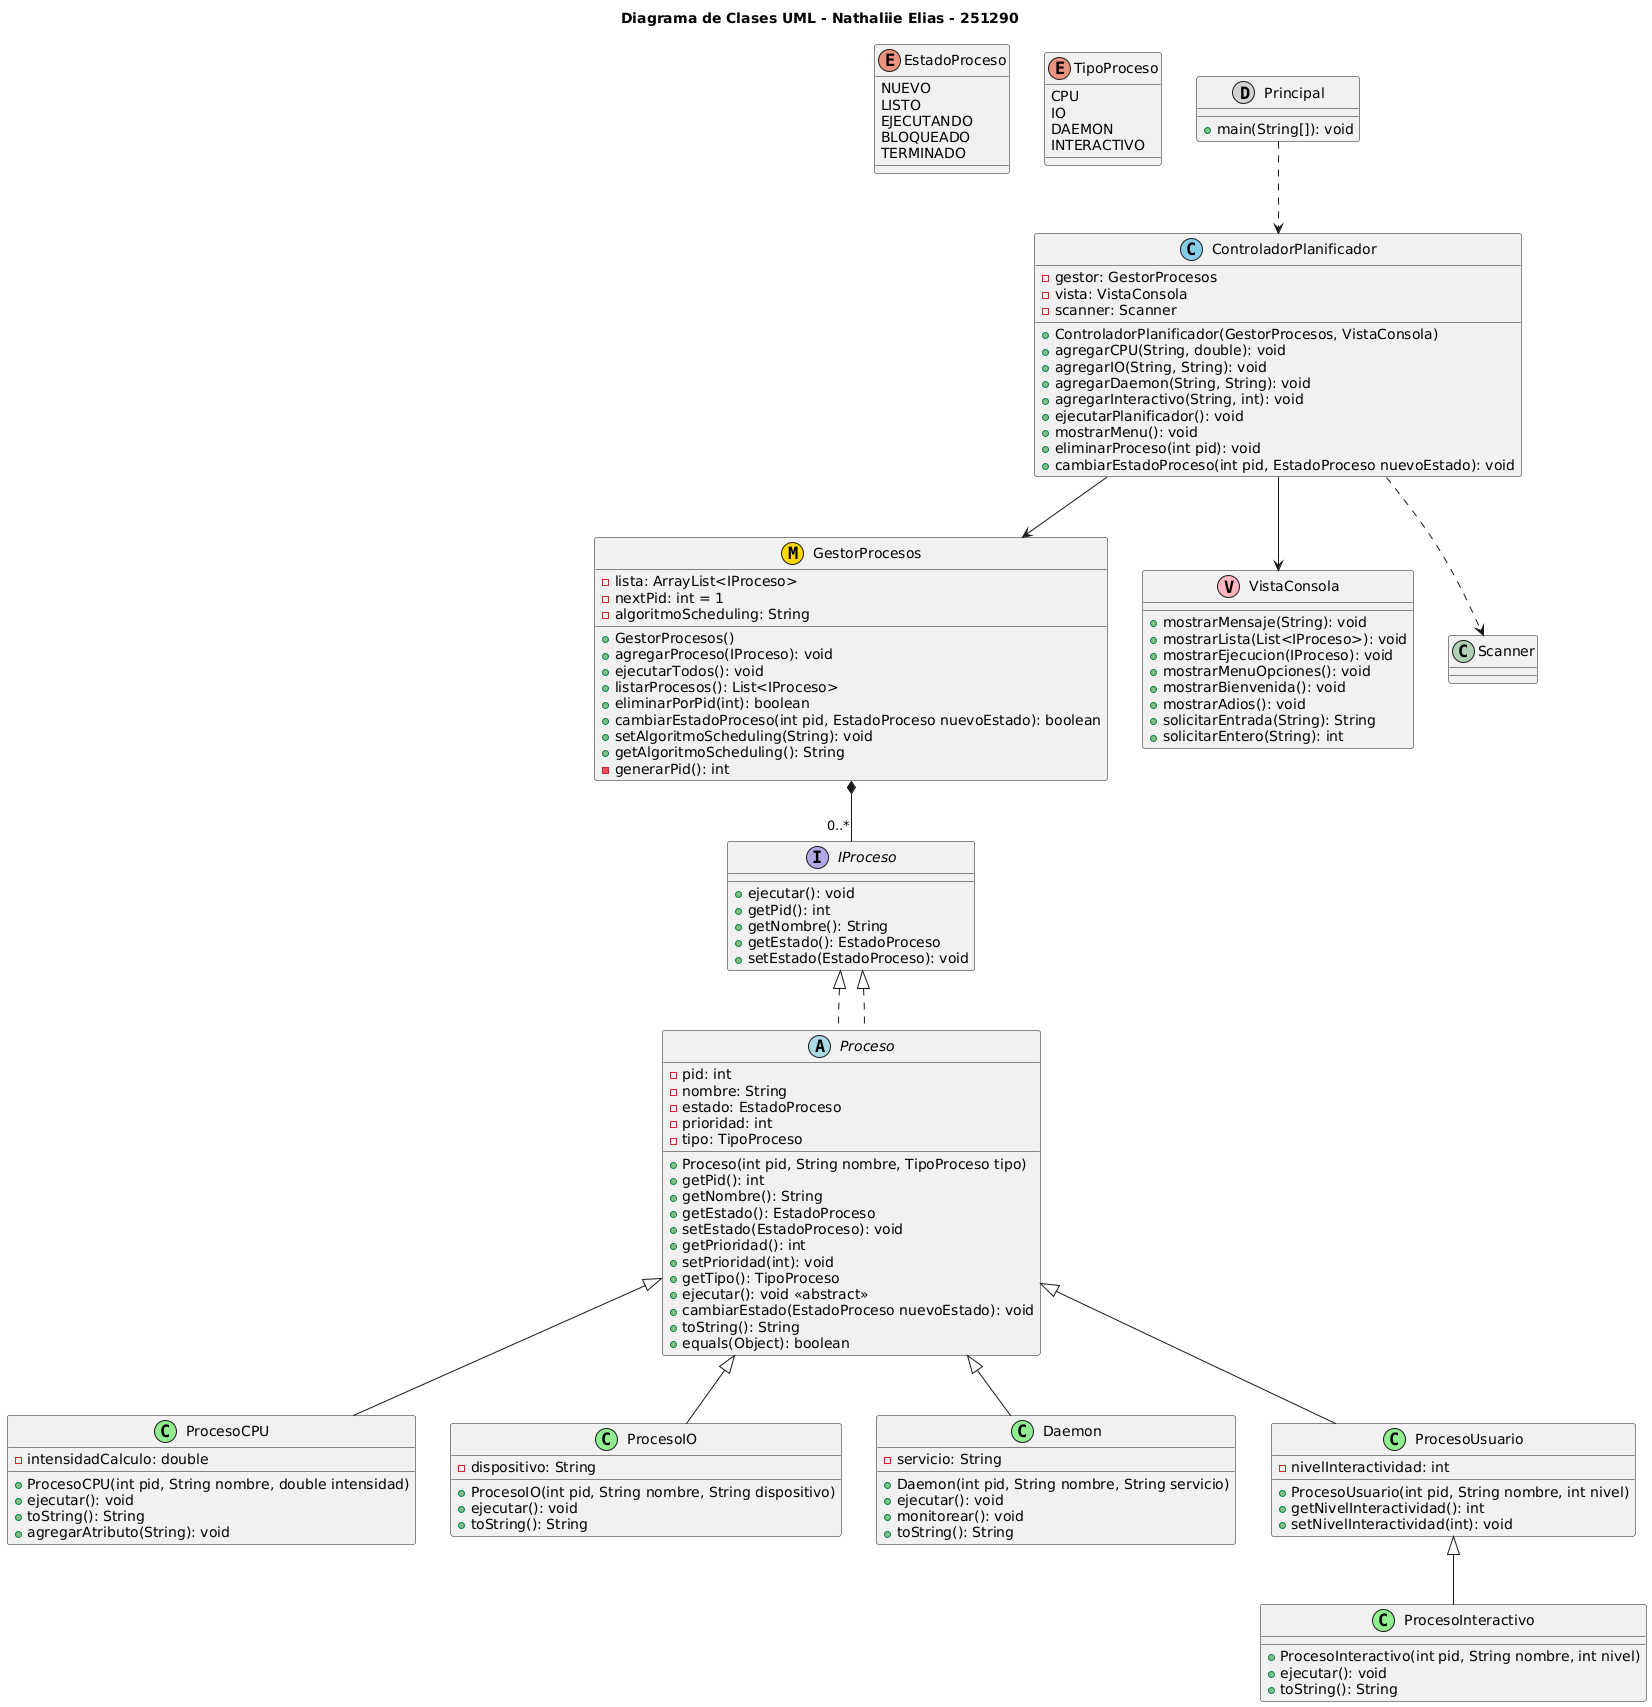 Diagrama de Clases UML - Nathaliie Elias - 251290
E EstadoProceso
NUEVO
LISTO
EJECUTANDO
BLOQUEADO
TERMINADO
E TipoProceso
CPU
IO
DAEMON
INTERACTIVO
D Principal
main(String[]): void
C ControladorPlanificador
gestor: GestorProcesos
vista: VistaConsola
scanner: Scanner
ControladorPlanificador(GestorProcesos, VistaConsola)
agregarCPU(String, double): void
agregarIO(String, String): void
agregarDaemon(String, String): void
agregarInteractivo(String, int): void
ejecutarPlanificador(): void
mostrarMenu(): void
eliminarProceso(int pid): void
cambiarEstadoProceso(int pid, EstadoProceso nuevoEstado): void
M GestorProcesos
lista: ArrayList<IProceso>
nextPid: int = 1
algoritmoScheduling: String
GestorProcesos()
agregarProceso(IProceso): void
ejecutarTodos(): void
listarProcesos(): List<IProceso>
eliminarPorPid(int): boolean
cambiarEstadoProceso(int pid, EstadoProceso nuevoEstado): boolean
setAlgoritmoScheduling(String): void
getAlgoritmoScheduling(): String
generarPid(): int
V VistaConsola
mostrarMensaje(String): void
mostrarLista(List<IProceso>): void
mostrarEjecucion(IProceso): void
mostrarMenuOpciones(): void
mostrarBienvenida(): void
mostrarAdios(): void
solicitarEntrada(String): String
solicitarEntero(String): int
C Scanner
0..*
I IProceso
ejecutar(): void
getPid(): int
getNombre(): String
getEstado(): EstadoProceso
setEstado(EstadoProceso): void
A Proceso
pid: int
nombre: String
estado: EstadoProceso
prioridad: int
tipo: TipoProceso
Proceso(int pid, String nombre, TipoProceso tipo)
getPid(): int
getNombre(): String
getEstado(): EstadoProceso
setEstado(EstadoProceso): void
getPrioridad(): int
setPrioridad(int): void
getTipo(): TipoProceso
ejecutar(): void «abstract»
cambiarEstado(EstadoProceso nuevoEstado): void
toString(): String
equals(Object): boolean
C ProcesoCPU
intensidadCalculo: double
ProcesoCPU(int pid, String nombre, double intensidad)
ejecutar(): void
toString(): String
agregarAtributo(String): void
C ProcesoIO
dispositivo: String
ProcesoIO(int pid, String nombre, String dispositivo)
ejecutar(): void
toString(): String
C Daemon
servicio: String
Daemon(int pid, String nombre, String servicio)
ejecutar(): void
monitorear(): void
toString(): String
C ProcesoUsuario
nivelInteractividad: int
ProcesoUsuario(int pid, String nombre, int nivel)
getNivelInteractividad(): int
setNivelInteractividad(int): void
C ProcesoInteractivo
ProcesoInteractivo(int pid, String nombre, int nivel)
ejecutar(): void
toString(): String